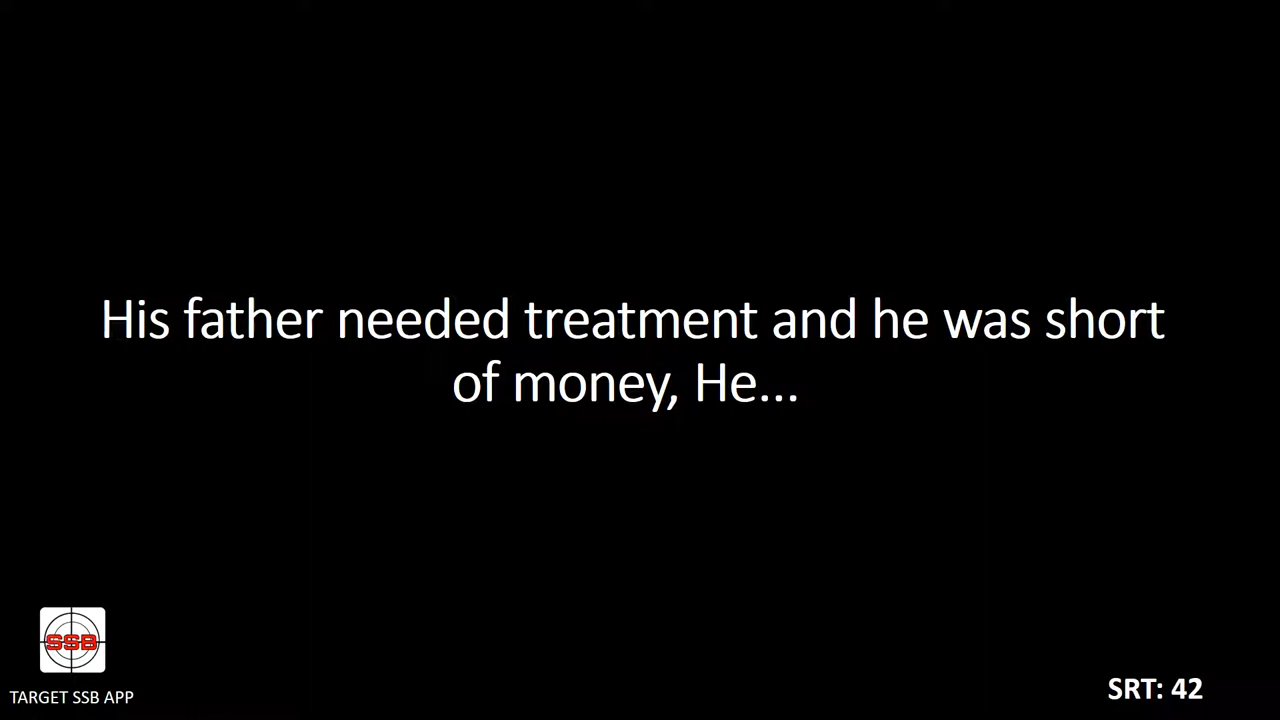 His father needed treatment and he was short
of money, He...
SSB
TARGET SSB APP
SRT: 42